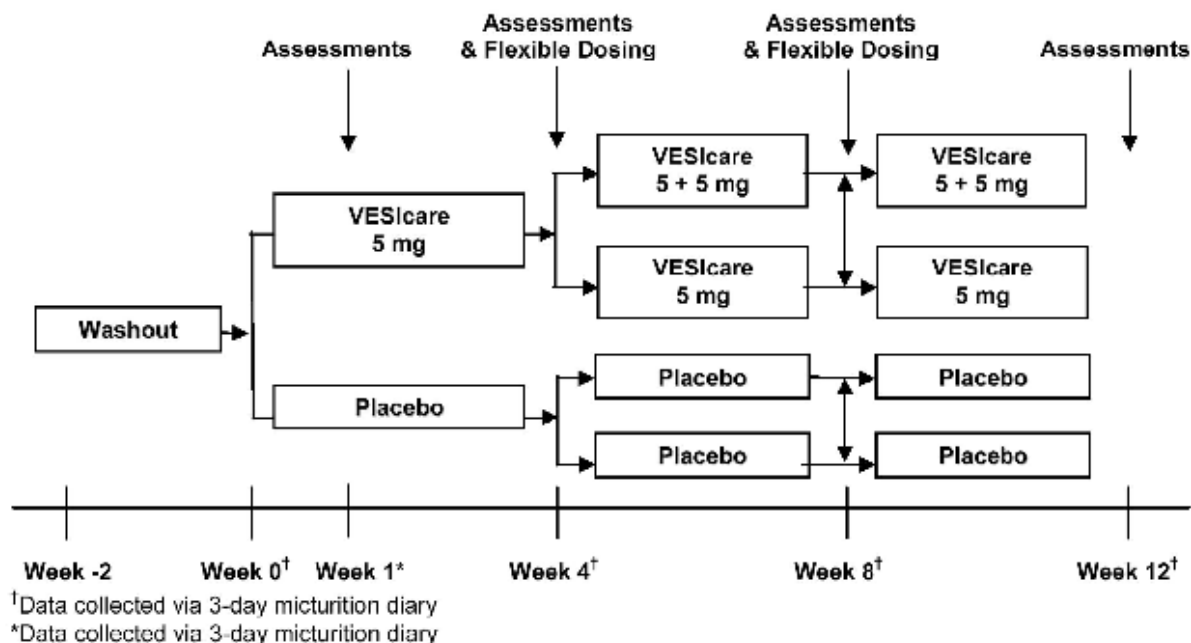 Assessments
Assessments
& Flexible Dosing
Assessments
& Flexible Dosing
Assessments
VESIcare
5 mg
VESIcare
5 + 5 mg
VESIcare
5 + 5 mg
VESIcare
5 mg
VESIcare
5 mg
Washout
Placebo
Placebo
Placebo
Placebo
Placebo
Week -2
Week 0†
Week 1*
Week 4†
Week 8†
Week 12†
†Data collected via 3-day micturition diary
*Data collected via 3-day micturition diary